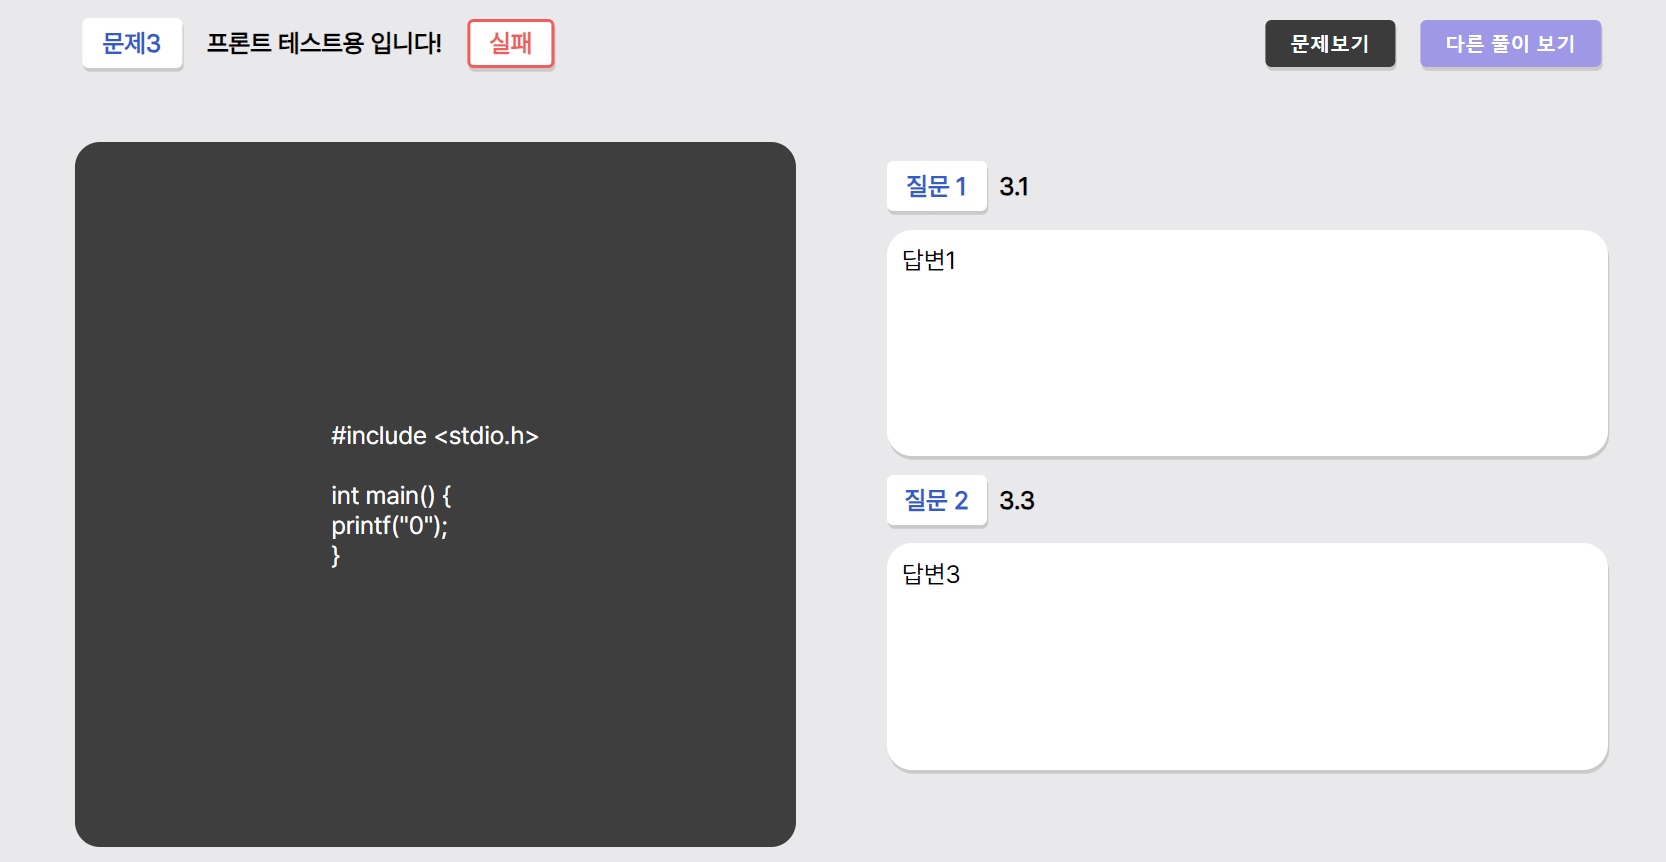 문제3 프론트 테스트용 입니다! 실패 문제보기 다른 풀이 보기
#include <stdio.h>
int main() {
printf("0");
}
질문 1 3.1
답변1
질문 2 3.3
답변3